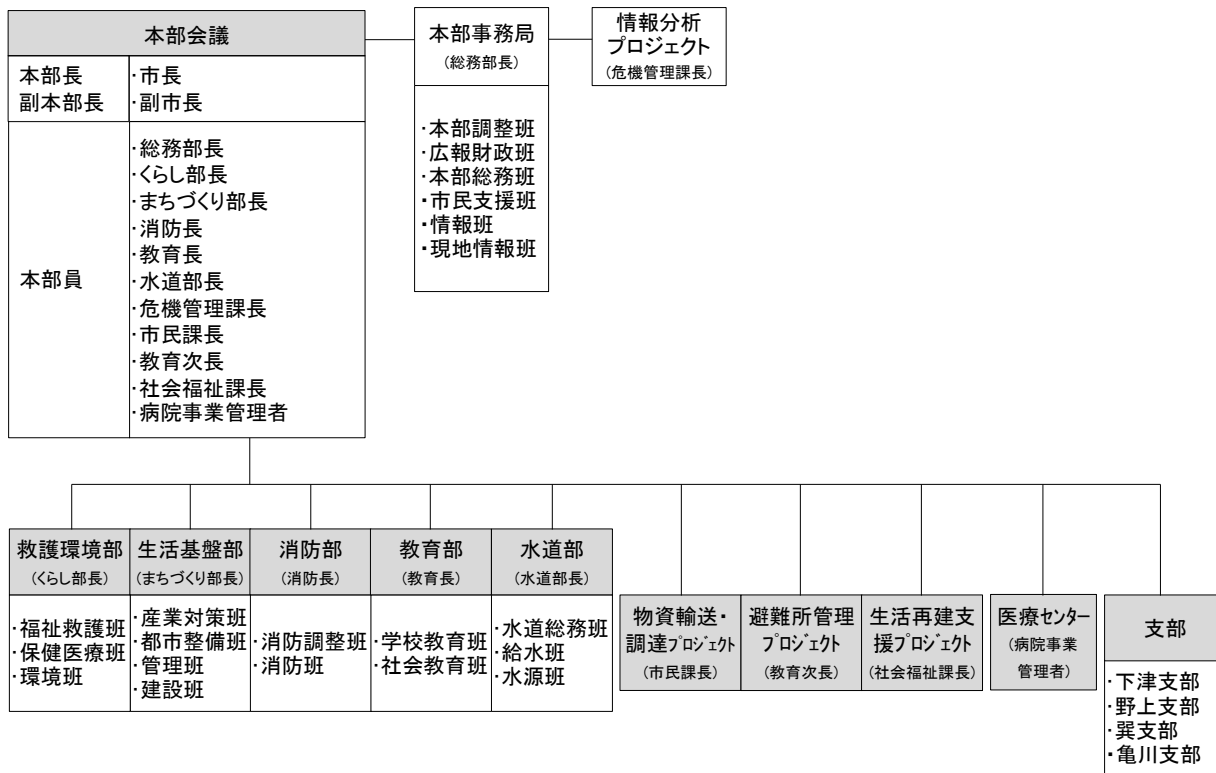 本部会議
本部長
副本部長
・市長
・副市長
本部員
・総務部長
・くらし部長
・まちづくり部長
・消防長
・教育長
・水道部長
・危機管理課長
・市民課長
・教育次長
・社会福祉課長
・病院事業管理者
本部事務局
(総務部長)
・本部調整班
・広報財政班
・本部総務班
・市民支援班
・情報班
・現地情報班
情報分析
プロジェクト
(危機管理課長)
救護環境部
(くらし部長)
・福祉救護班
・保健医療班
・環境班
生活基盤部
(まちづくり部長)
・産業対策班
・都市整備班
・管理班
・建設班
消防部
(消防長)
・消防調整班
・消防班
教育部
(教育長)
・学校教育班
・社会教育班
水道部
(水道部長)
・水道総務班
・給水班
・水源班
物資輸送・
調達プロジェクト
(市民課長)
避難所管理
プロジェクト
(教育次長)
生活再建支
援プロジェクト
(社会福祉課長)
医療センター
(病院事業
管理者)
支部
・下津支部
・野上支部
・巽支部
・亀川支部